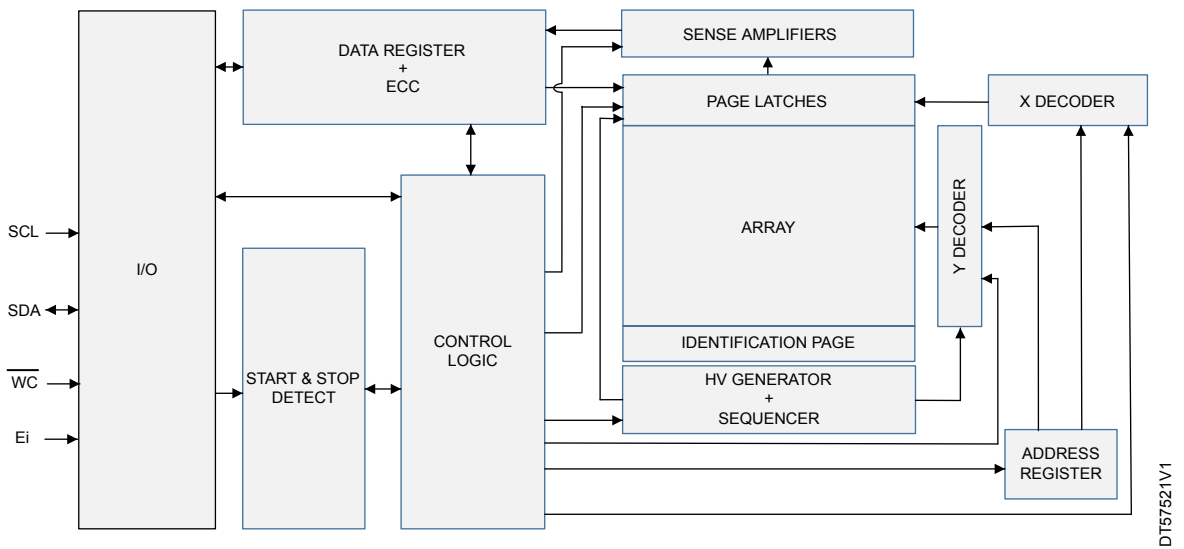 DATA REGISTER
+
ECC
SENSE AMPLIFIERS
PAGE LATCHES
X DECODER
ARRAY
Y DECODER
SCL
I/O
SDA
WC
Ei
START & STOP
DETECT
CONTROL
LOGIC
IDENTIFICATION PAGE
HV GENERATOR
+
SEQUENCER
ADDRESS
REGISTER
DT57521V1